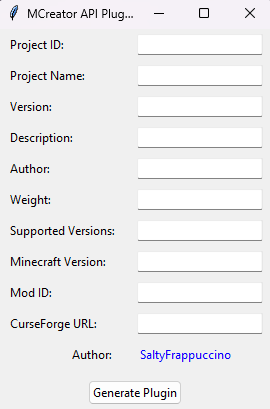 MCreator API Plug...
Project ID:
Project Name:
Version:
Description:
Author:
Weight:
Supported Versions:
Minecraft Version:
Mod ID:
CurseForge URL:
Author: SaltyFrappuccino
Generate Plugin